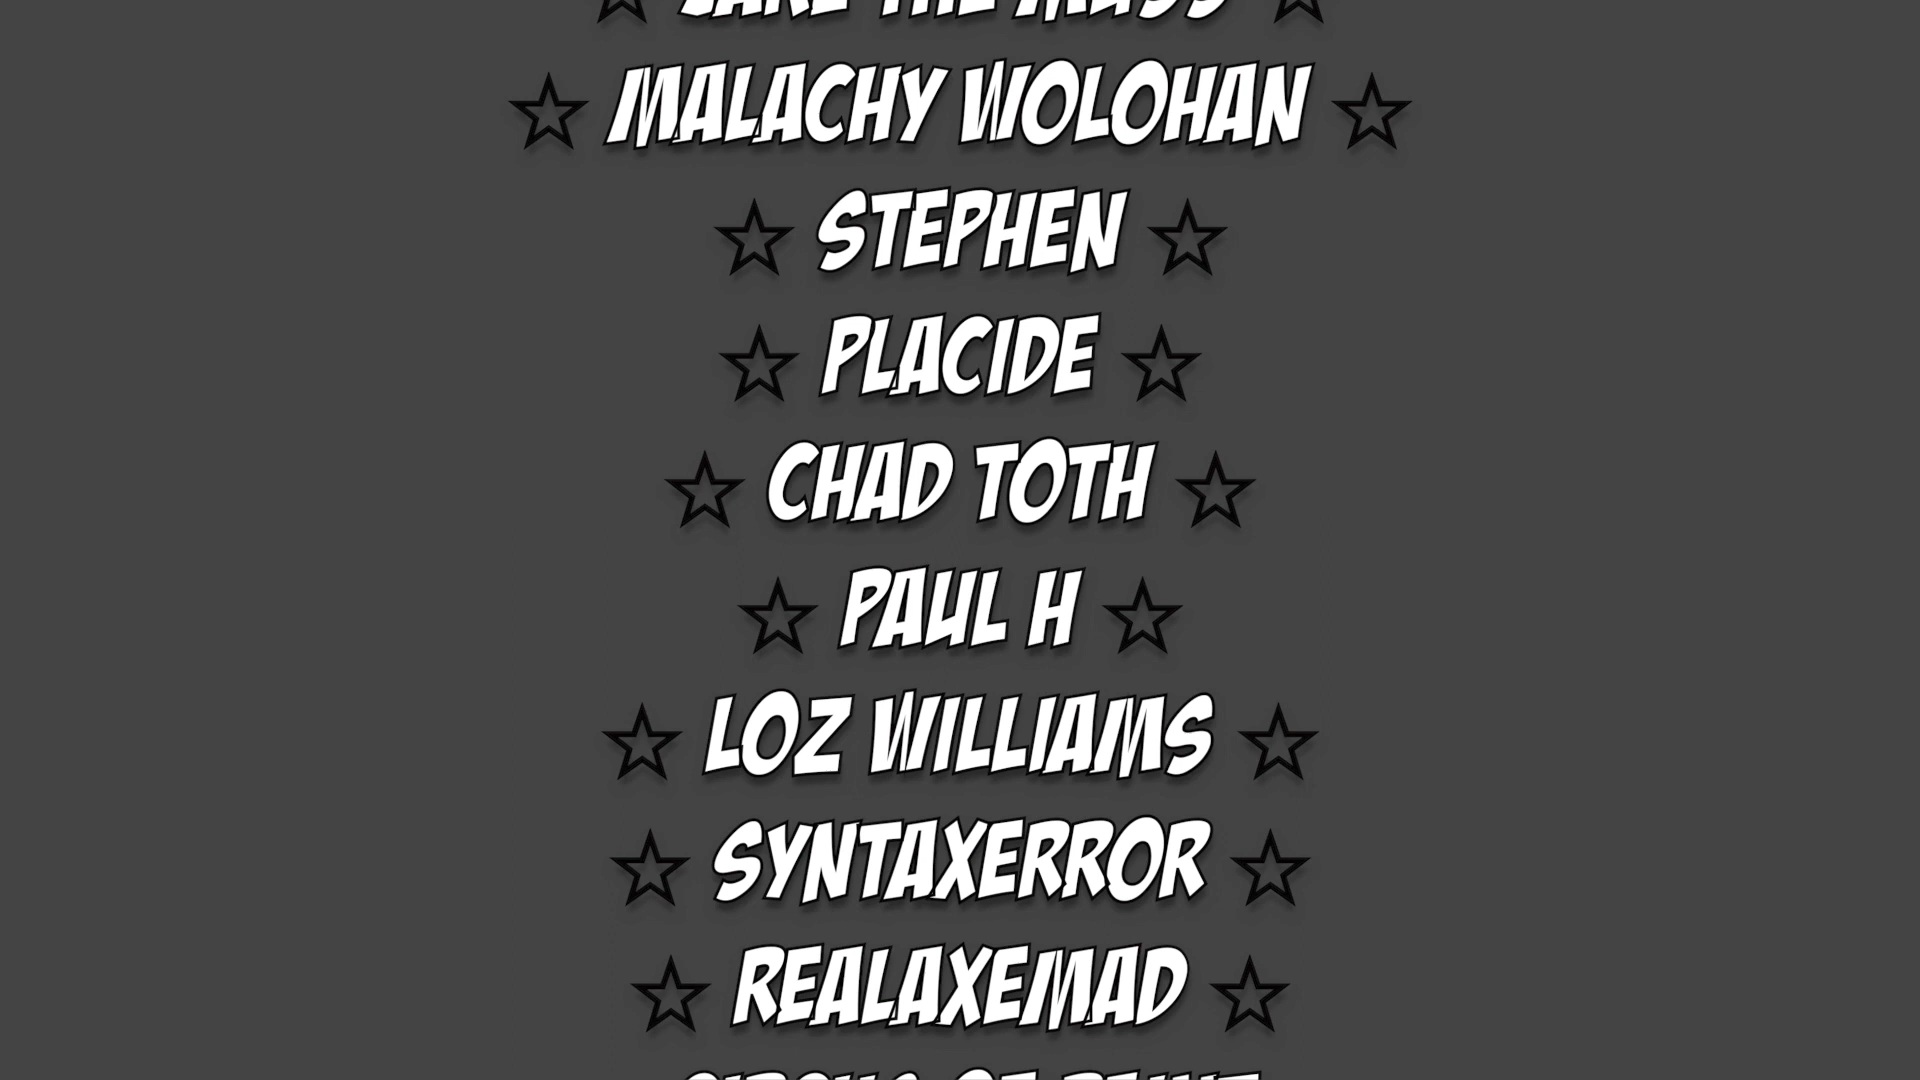 ☆ MALACHY WOLOHAN ☆
☆ STEPHEN ☆
☆ PLACIDE ☆
☆ CHAD TOTH ☆
☆ PAUL H ☆
☆ LOZ WILLIAMS ☆
☆ SYNTAXERROR ☆
☆ REALAXEMAD ☆